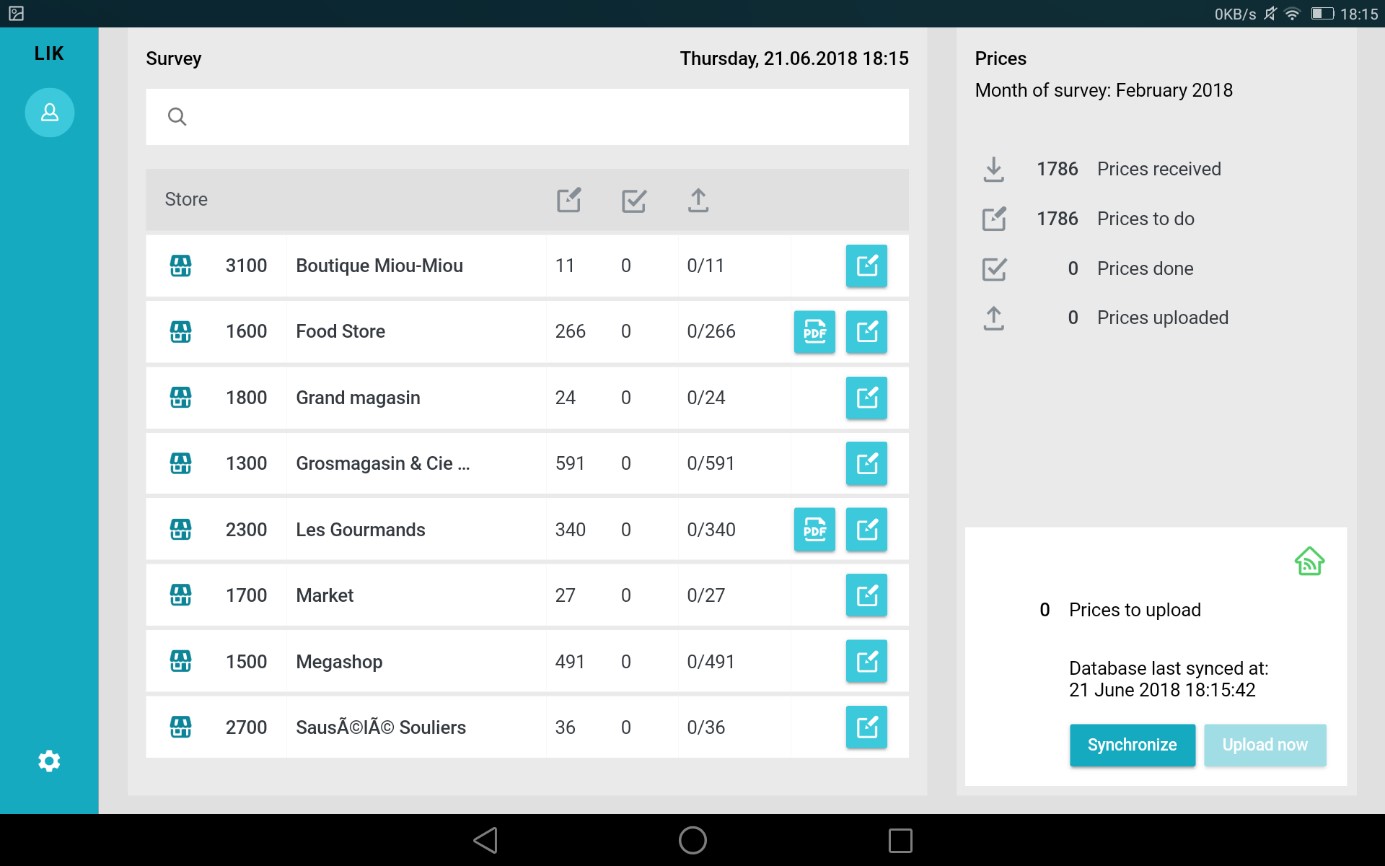 0KB/s 18:15
LIK
Survey Thursday, 21.06.2018 18:15
Store
3100 Boutique Miou-Miou 11 0 0/11
1600 Food Store 266 0 0/266 PDF
1800 Grand magasin 24 0 0/24
1300 Grosmagasin & Cie ... 591 0 0/591
2300 Les Gourmands 340 0 0/340 PDF
1700 Market 27 0 0/27
1500 Megashop 491 0 0/491
2700 SausÃ©lÃ© Souliers 36 0 0/36
Prices
Month of survey: February 2018
1786 Prices received
1786 Prices to do
0 Prices done
0 Prices uploaded
0 Prices to upload
Database last synced at:
21 June 2018 18:15:42
Synchronize Upload now